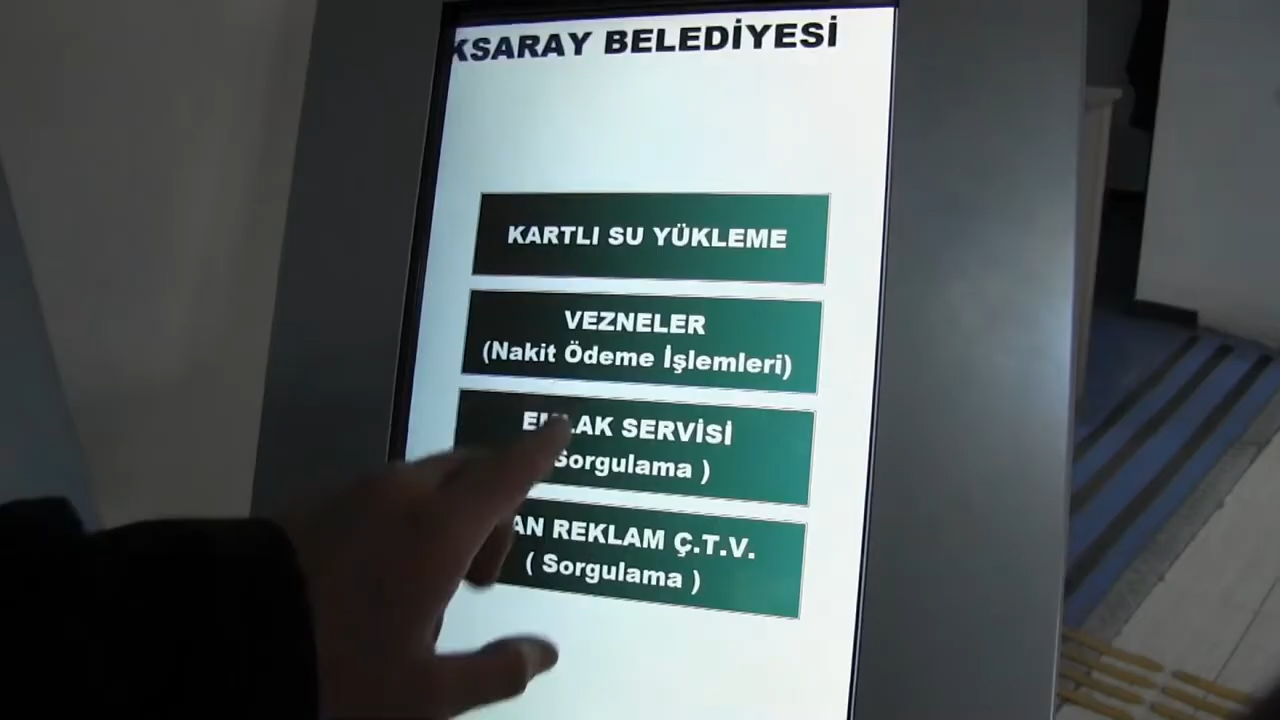 KSARAY BELEDİYESİ
KARTLI SU YÜKLEME
VEZNELER
(Nakit Ödeme İşlemleri)
SERVİSİ
Sorgulama )
REKLAM Ç.T.V.
( Sorgulama )